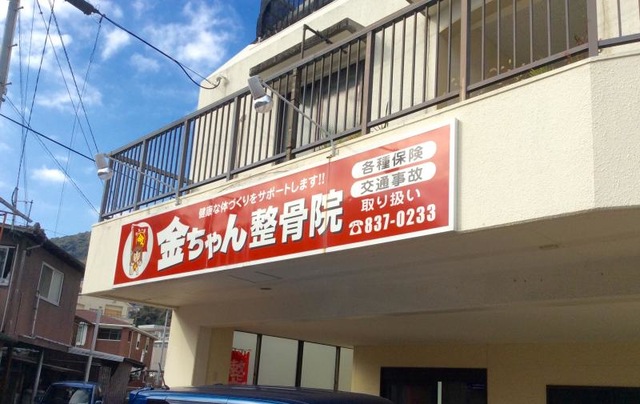 健康な体づくりをサポートします!!
金ちゃん整骨院
各種保険
交通事故
取り扱い
☎837-0233